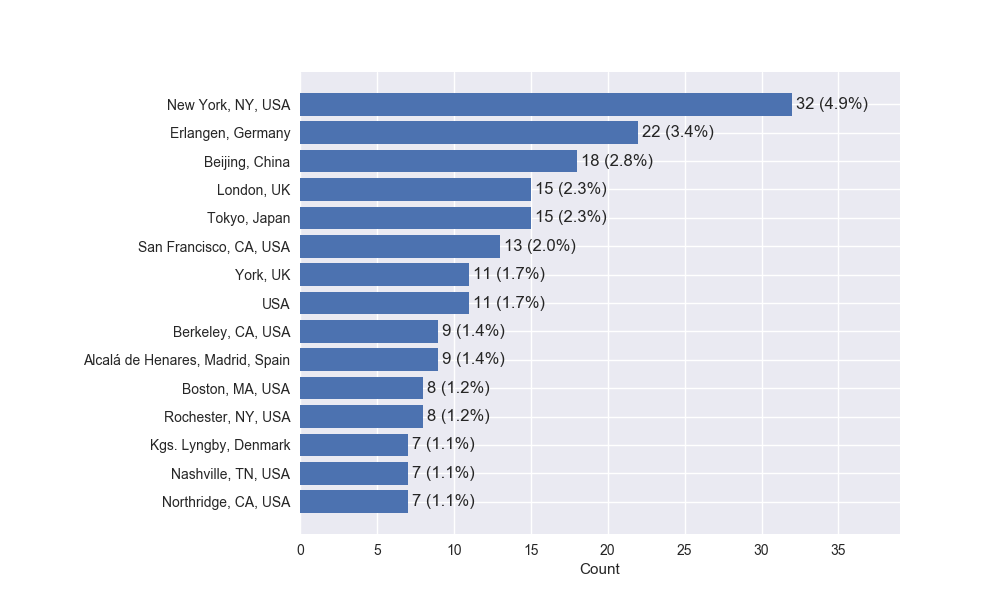 New York, NY, USA 32 (4.9%)
Erlangen, Germany 22 (3.4%)
Beijing, China 18 (2.8%)
London, UK 15 (2.3%)
Tokyo, Japan 15 (2.3%)
San Francisco, CA, USA 13 (2.0%)
York, UK 11 (1.7%)
USA 11 (1.7%)
Berkeley, CA, USA 9 (1.4%)
Alcalá de Henares, Madrid, Spain 9 (1.4%)
Boston, MA, USA 8 (1.2%)
Rochester, NY, USA 8 (1.2%)
Kgs. Lyngby, Denmark 7 (1.1%)
Nashville, TN, USA 7 (1.1%)
Northridge, CA, USA 7 (1.1%)
0 5 10 15 20 25 30 35
Count